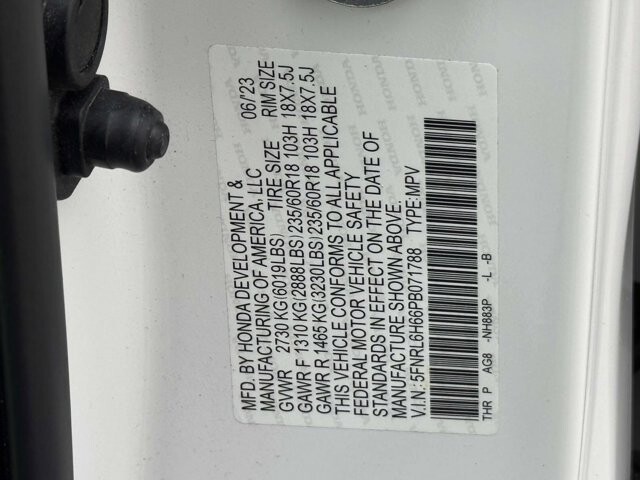 MFD. BY HONDA DEVELOPMENT &
MANUFACTURING OF AMERICA, LLC 06/'23
GVWR 2730 KG(6019LBS) TIRE SIZE RIM SIZE
GAWR F 1310 KG(2888LBS)235/60R18 103H 18X7.5J
GAWR R 1465 KG(3230LBS)235/60R18 103H 18X7.5J
THIS VEHICLE CONFORMS TO ALL APPLICABLE
FEDERAL MOTOR VEHICLE SAFETY
STANDARDS IN EFFECT ON THE DATE OF
MANUFACTURE SHOWN ABOVE.
V.I.N.: 5FNRL6H66PB071788 TYPE:MPV
THR P AG8 -NH883P -L -B